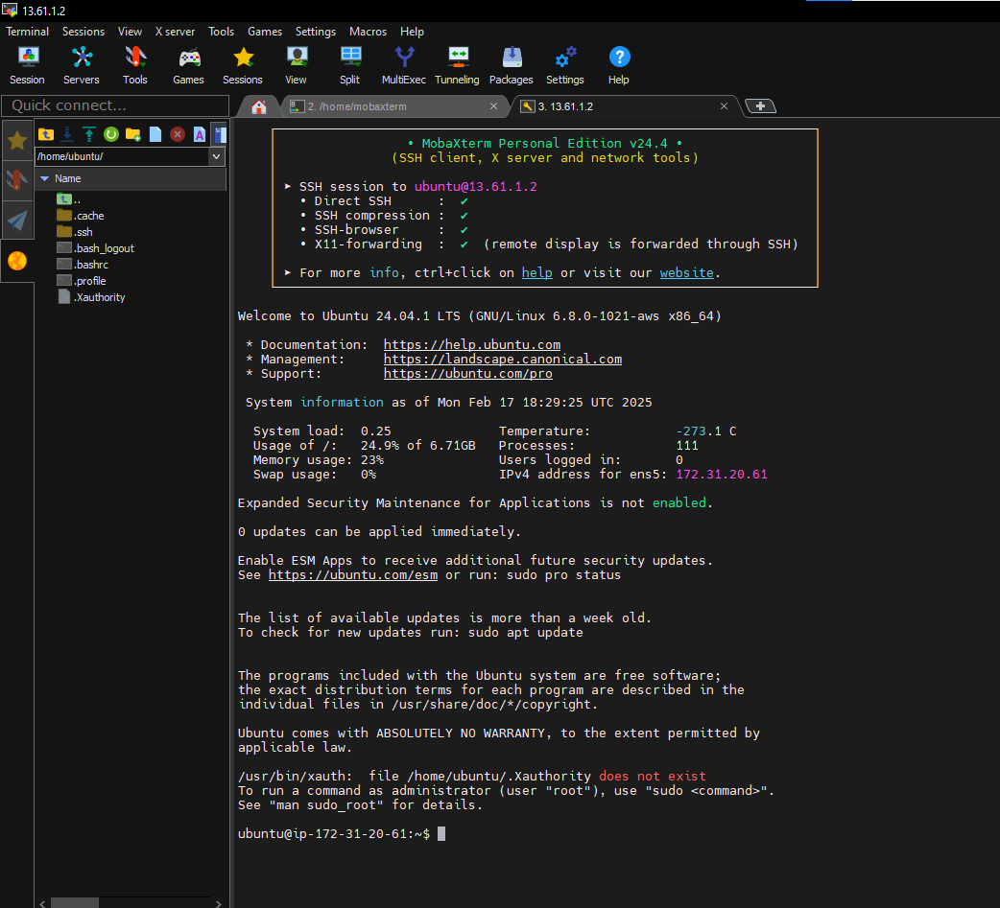 13.61.1.2
Terminal Sessions View X server Tools Games Settings Macros Help
Session Servers Tools Games Sessions View Split MultiExec Tunneling Packages Settings Help
Quick connect...
2. /home/mobaxterm
3. 13.61.1.2
/home/ubuntu/
Name
..
.cache
.ssh
.bash_logout
.bashrc
.profile
.Xauthority
• MobaXterm Personal Edition v24.4 •
(SSH client, X server and network tools)
➤ SSH session to ubuntu@13.61.1.2
• Direct SSH : ✔
• SSH compression : ✔
• SSH-browser : ✔
• X11-forwarding : ✔ (remote display is forwarded through SSH)
➤ For more info, ctrl+click on help or visit our website.
Welcome to Ubuntu 24.04.1 LTS (GNU/Linux 6.8.0-1021-aws x86_64)
* Documentation: https://help.ubuntu.com
* Management: https://landscape.canonical.com
* Support: https://ubuntu.com/pro
System information as of Mon Feb 17 18:29:25 UTC 2025
System load: 0.25 Temperature: -273.1 C
Usage of /: 24.9% of 6.71GB Processes: 111
Memory usage: 23% Users logged in: 0
Swap usage: 0% IPv4 address for ens5: 172.31.20.61
Expanded Security Maintenance for Applications is not enabled.
0 updates can be applied immediately.
Enable ESM Apps to receive additional future security updates.
See https://ubuntu.com/esm or run: sudo pro status
The list of available updates is more than a week old.
To check for new updates run: sudo apt update
The programs included with the Ubuntu system are free software;
the exact distribution terms for each program are described in the
individual files in /usr/share/doc/*/copyright.
Ubuntu comes with ABSOLUTELY NO WARRANTY, to the extent permitted by
applicable law.
/usr/bin/xauth: file /home/ubuntu/.Xauthority does not exist
To run a command as administrator (user "root"), use "sudo <command>".
See "man sudo_root" for details.
ubuntu@ip-172-31-20-61:~$